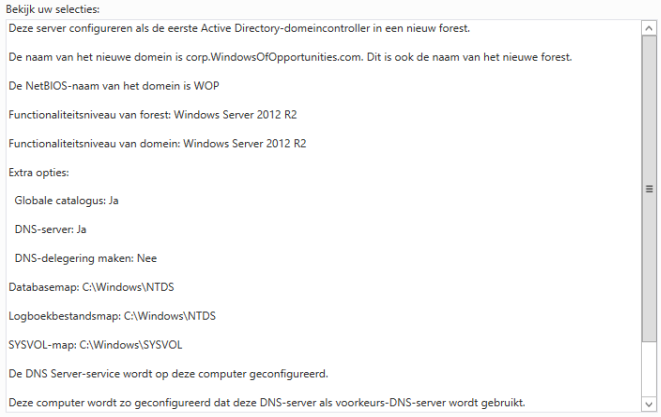 Bekijk uw selecties:
Deze server configureren als de eerste Active Directory-domeincontroller in een nieuw forest.
De naam van het nieuwe domein is corp.WindowsOfOpportunities.com. Dit is ook de naam van het nieuwe forest.
De NetBIOS-naam van het domein is WOP
Functionaliteitsniveau van forest: Windows Server 2012 R2
Functionaliteitsniveau van domein: Windows Server 2012 R2
Extra opties:
Globale catalogus: Ja
DNS-server: Ja
DNS-delegering maken: Nee
Databasemap: C:\Windows\NTDS
Logboekbestandsmap: C:\Windows\NTDS
SYSVOL-map: C:\Windows\SYSVOL
De DNS Server-service wordt op deze computer geconfigureerd.
Deze computer wordt zo geconfigureerd dat deze DNS-server als voorkeurs-DNS-server wordt gebruikt.